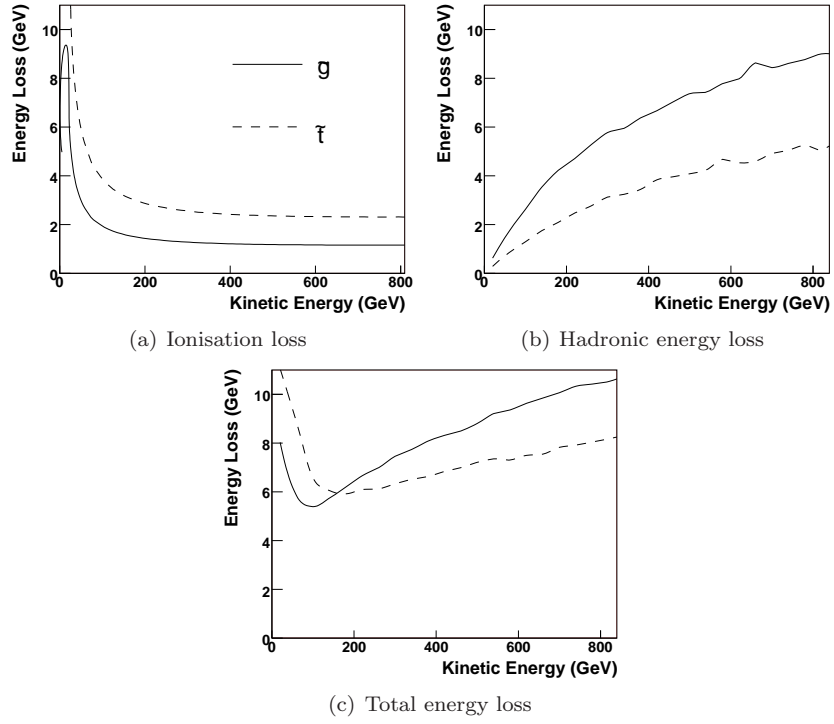 Energy Loss (GeV)
10
8
6
4
2
0
g̃
t̃
0 200 400 600 800
Kinetic Energy (GeV)
(a) Ionisation loss
Energy Loss (GeV)
10
8
6
4
2
0
0 200 400 600 800
Kinetic Energy (GeV)
(b) Hadronic energy loss
Energy Loss (GeV)
10
8
6
4
2
0
0 200 400 600 800
Kinetic Energy (GeV)
(c) Total energy loss